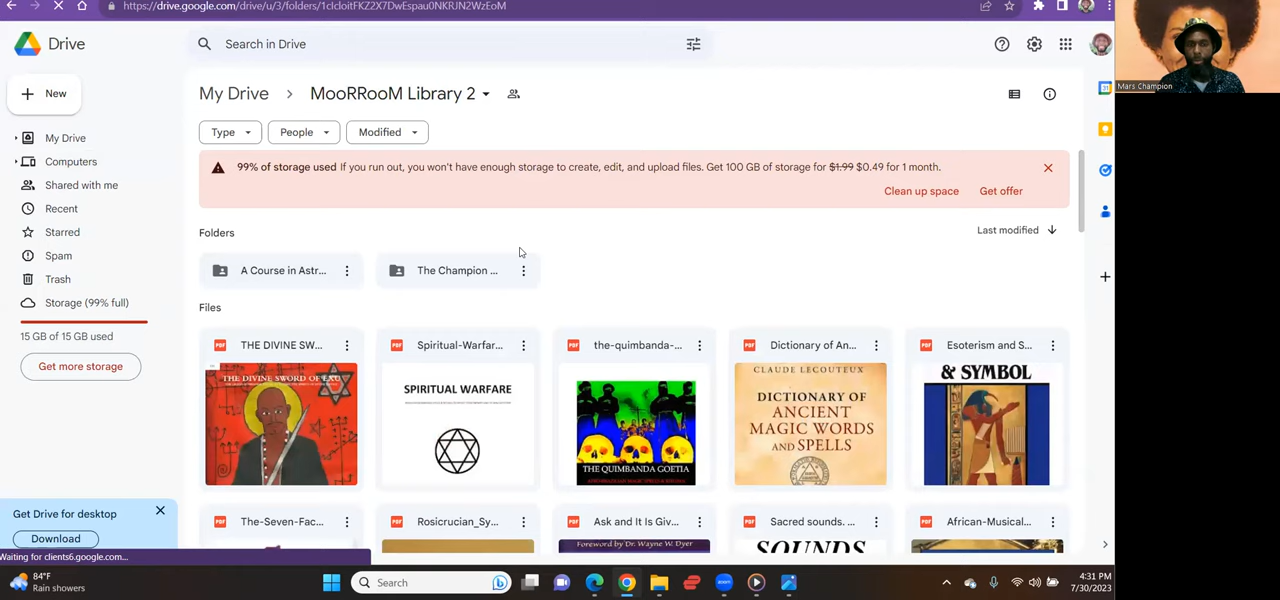 https://drive.google.com/drive/u/3/folders/1cIcIoitFKZ2X7DwEspau0NKRJN2WzEoM
Drive
Search in Drive
Mars Champion
New
My Drive
MooRRooM Library 2
Type
People
Modified
My Drive
Computers
Shared with me
Recent
Starred
Spam
Trash
Storage (99% full)
15 GB of 15 GB used
Get more storage
99% of storage used If you run out, you won't have enough storage to create, edit, and upload files. Get 100 GB of storage for $1.99 $0.49 for 1 month.
Clean up space
Get offer
Folders
Last modified
A Course in Astr...
The Champion ...
Files
THE DIVINE SW...
Spiritual-Warfar...
the-quimbanda-...
Dictionary of An...
Esoterism and S...
THE DIVINE SWORD OF EXU
SPIRITUAL WARFARE
THE QUIMBANDA GOETIA
CLAUDE LECOUTEUX
DICTIONARY OF
ANCIENT
MAGIC WORDS
AND SPELLS
& SYMBOL
The-Seven-Fac...
Rosicrucian_Sy...
Ask and It Is Giv...
Sacred sounds. ...
African-Musical...
Foreword by Dr. Wayne W. Dyer
SOUNDS
Get Drive for desktop
Download
Waiting for clients6.google.com...
84°F
Rain showers
Search
zoom
4:31 PM
7/30/2023